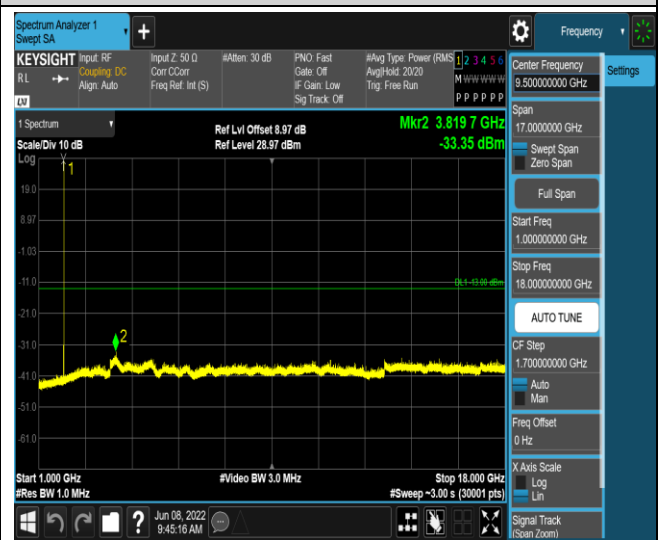 Spectrum Analyzer 1
Swept SA
+
Frequency
KEYSIGHT
RL
LXI
Input: RF
Coupling: DC
Align: Auto
Input Z: 50 Ω
Corr CCorr
Freq Ref: Int (S)
#Atten: 30 dB
PNO: Fast
Gate: Off
IF Gain: Low
Sig Track: Off
#Avg Type: Power (RMS
Avg|Hold: 20/20
Trig: Free Run
1 2 3 4 5 6
M W W W W W
P P P P P P
1 Spectrum
Scale/Div 10 dB
Ref Lvl Offset 8.97 dB
Ref Level 28.97 dBm
Mkr2 3.819 7 GHz
-33.35 dBm
Log
1
19.0
8.97
-1.03
-11.0
DL1 -13.00 dBm
-21.0
-31.0
2
-41.0
-51.0
-61.0
Start 1.000 GHz
#Res BW 1.0 MHz
#Video BW 3.0 MHz
Stop 18.000 GHz
#Sweep ~3.00 s (30001 pts)
?
Jun 08, 2022
9:45:16 AM
Center Frequency
9.500000000 GHz
Settings
Span
17.0000000 GHz
Swept Span
Zero Span
Full Span
Start Freq
1.000000000 GHz
Stop Freq
18.000000000 GHz
AUTO TUNE
CF Step
1.700000000 GHz
Auto
Man
Freq Offset
0 Hz
X Axis Scale
Log
Lin
Signal Track
(Span Zoom)